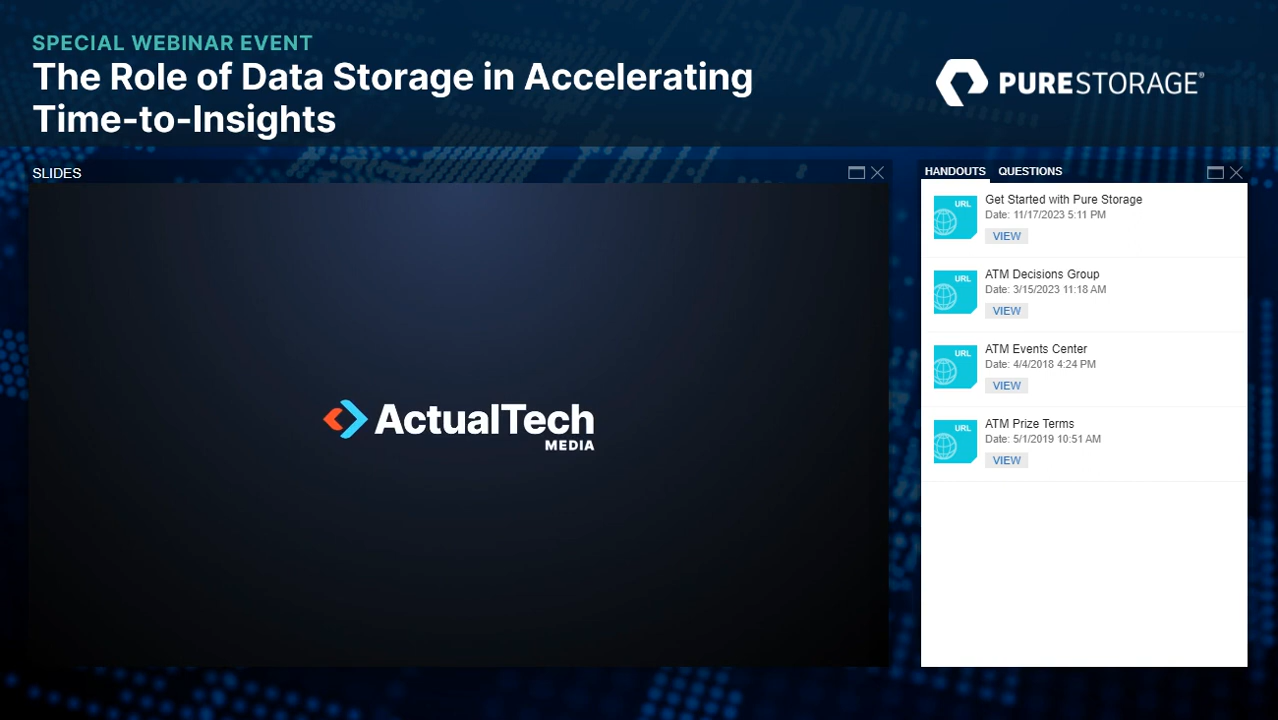 SPECIAL WEBINAR EVENT
The Role of Data Storage in Accelerating
Time-to-Insights
PURESTORAGE®
SLIDES
ActualTech
MEDIA
HANDOUTS QUESTIONS
URL
Get Started with Pure Storage
Date: 11/17/2023 5:11 PM
VIEW
URL
ATM Decisions Group
Date: 3/15/2023 11:18 AM
VIEW
URL
ATM Events Center
Date: 4/4/2018 4:24 PM
VIEW
URL
ATM Prize Terms
Date: 5/1/2019 10:51 AM
VIEW